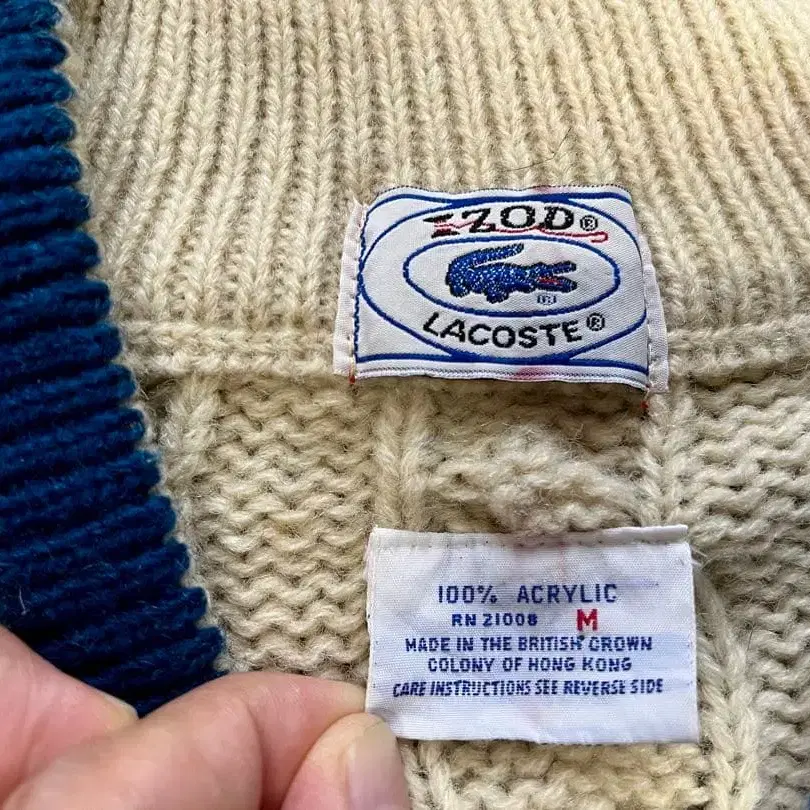 IZOD®
®
LACOSTE®
100% ACRYLIC
RN 21008 M
MADE IN THE BRITISH CROWN
COLONY OF HONG KONG
CARE INSTRUCTIONS SEE REVERSE SIDE